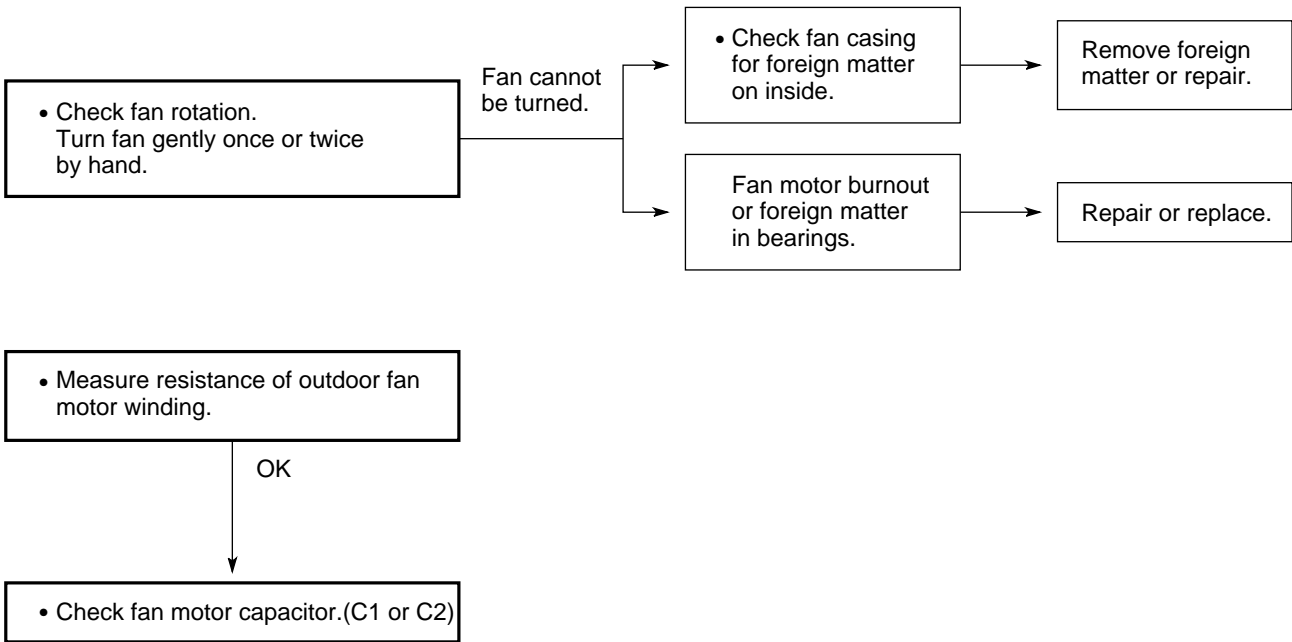 • Check fan rotation.
Turn fan gently once or twice
by hand.
Fan cannot
be turned.
• Check fan casing
for foreign matter
on inside.
Remove foreign
matter or repair.
Fan motor burnout
or foreign matter
in bearings.
Repair or replace.
• Measure resistance of outdoor fan
motor winding.
OK
• Check fan motor capacitor.(C1 or C2)